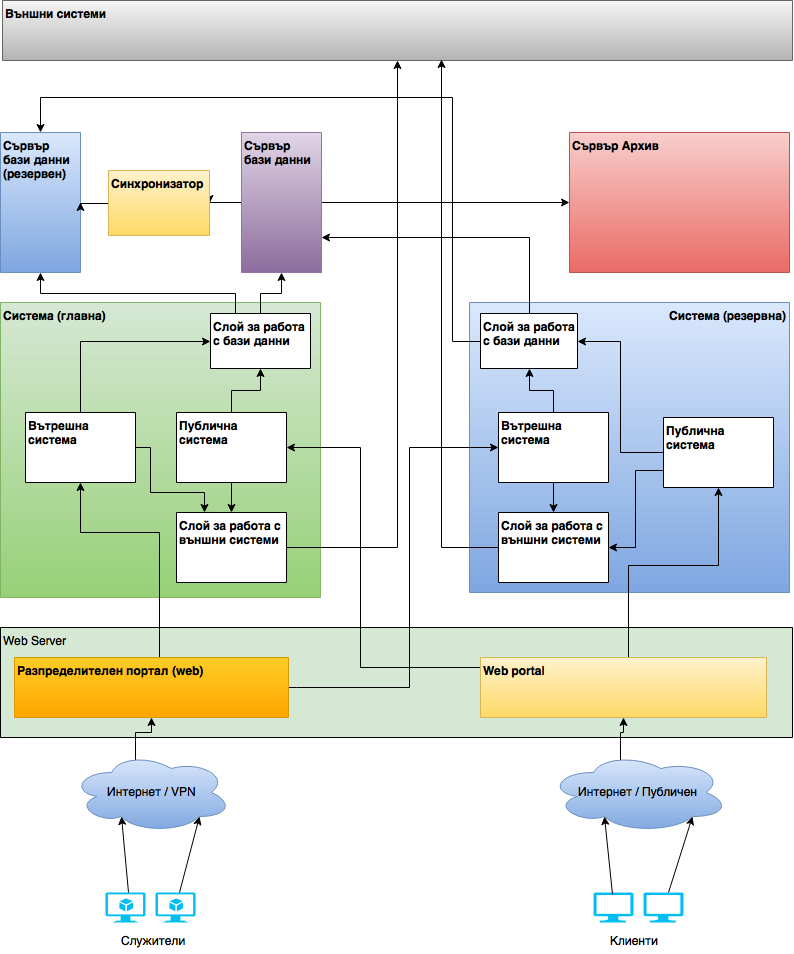 Външни системи
Сървър
бази данни
(резервен)
Синхронизатор
Сървър
бази данни
Сървър Архив
Система (главна)
Слой за работа
с бази данни
Вътрешна
система
Публична
система
Слой за работа с
външни системи
Система (резервна)
Слой за работа
с бази данни
Вътрешна
система
Публична
система
Слой за работа с
външни системи
Web Server
Разпределителен портал (web)
Web portal
Интернет / VPN
Интернет / Публичен
Служители
Клиенти